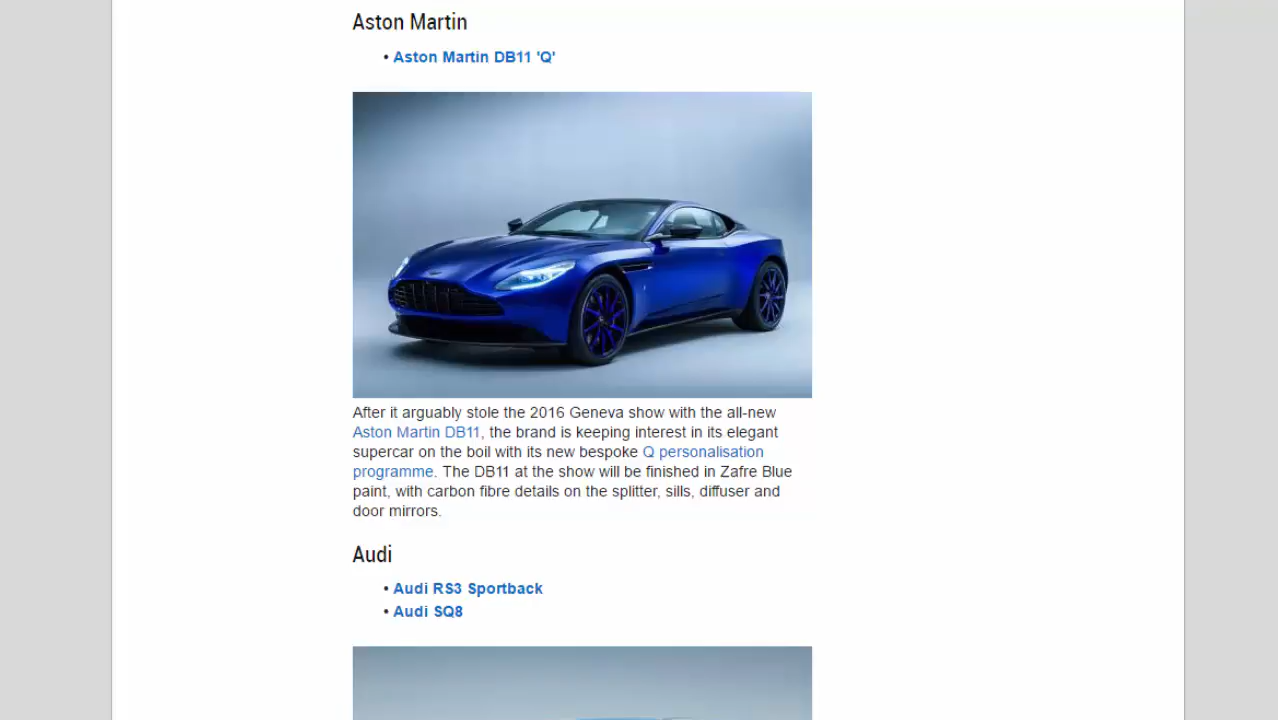 Aston Martin
• Aston Martin DB11 'Q'
After it arguably stole the 2016 Geneva show with the all-new
Aston Martin DB11, the brand is keeping interest in its elegant
supercar on the boil with its new bespoke Q personalisation
programme. The DB11 at the show will be finished in Zafre Blue
paint, with carbon fibre details on the splitter, sills, diffuser and
door mirrors.
Audi
• Audi RS3 Sportback
• Audi SQ8